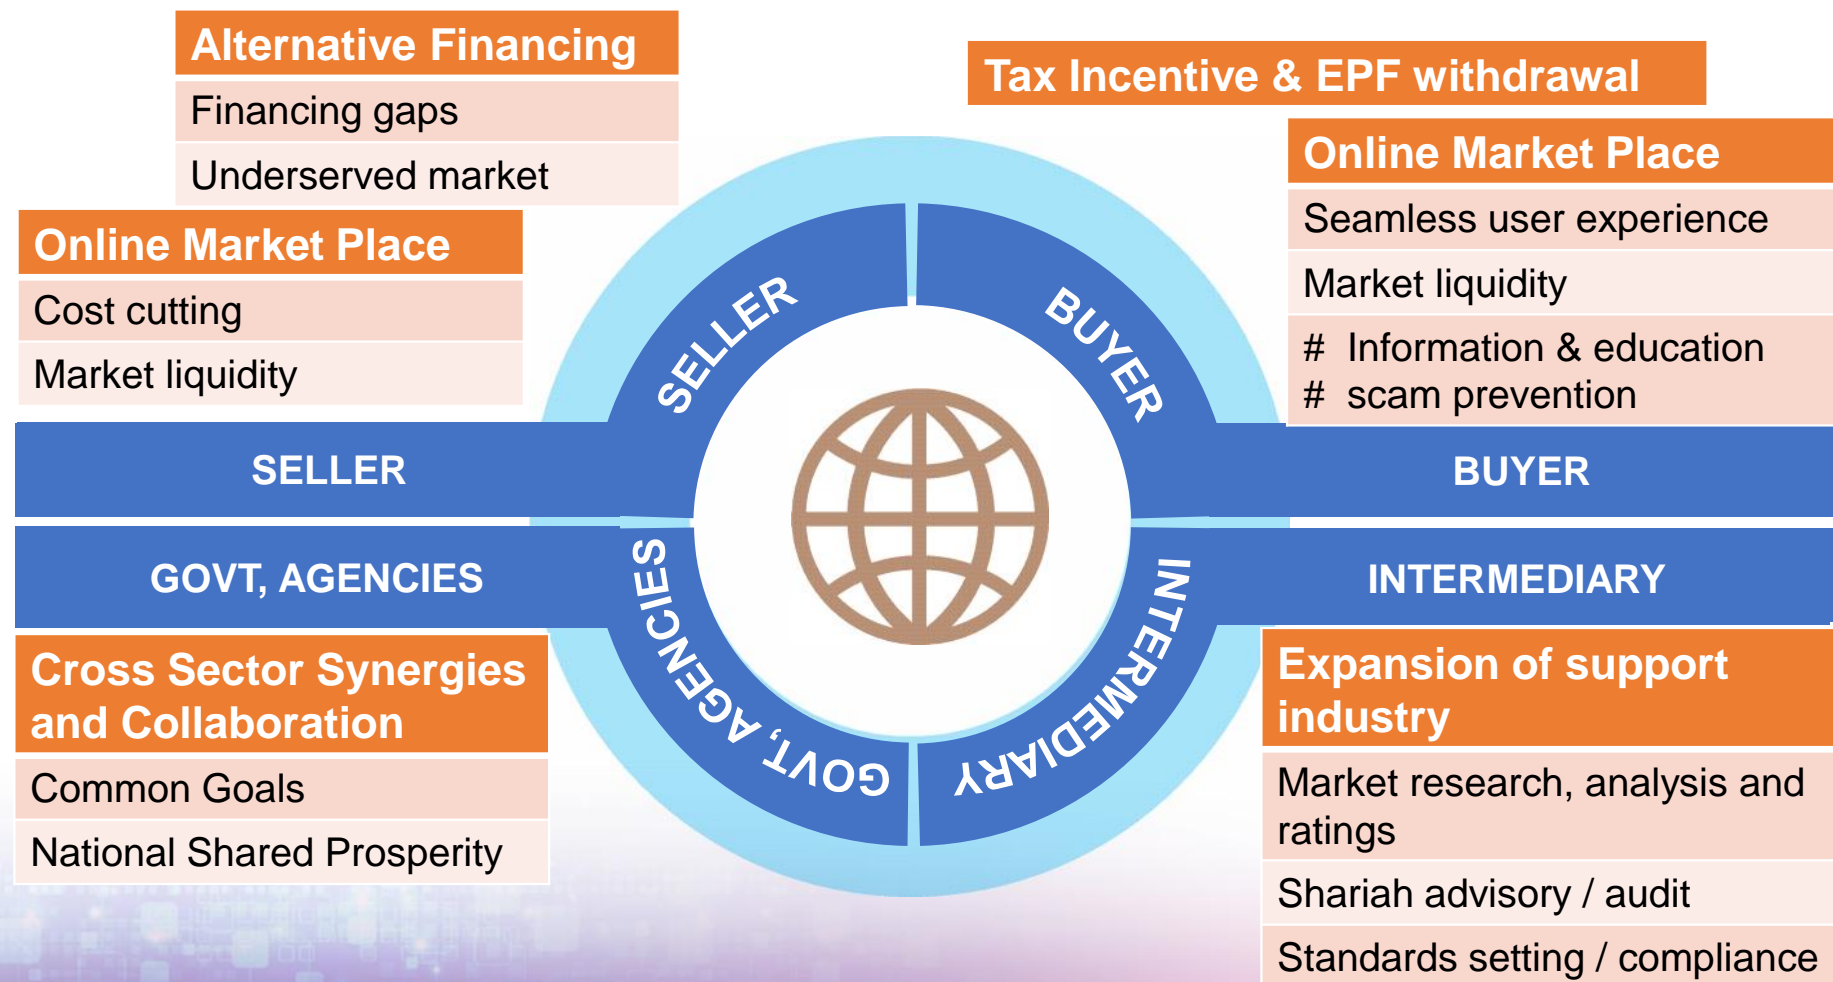 Alternative Financing
Financing gaps
Underserved market
Tax Incentive & EPF withdrawal
Online Market Place
Cost cutting
Market liquidity
Online Market Place
Seamless user experience
Market liquidity
# Information & education
# scam prevention
SELLER
BUYER
SELLER
BUYER
GOVT, AGENCIES
INTERMEDIARY
GOVT, AGENCIES
INTERMEDIARY
Cross Sector Synergies
and Collaboration
Common Goals
National Shared Prosperity
Expansion of support
industry
Market research, analysis and
ratings
Shariah advisory / audit
Standards setting / compliance